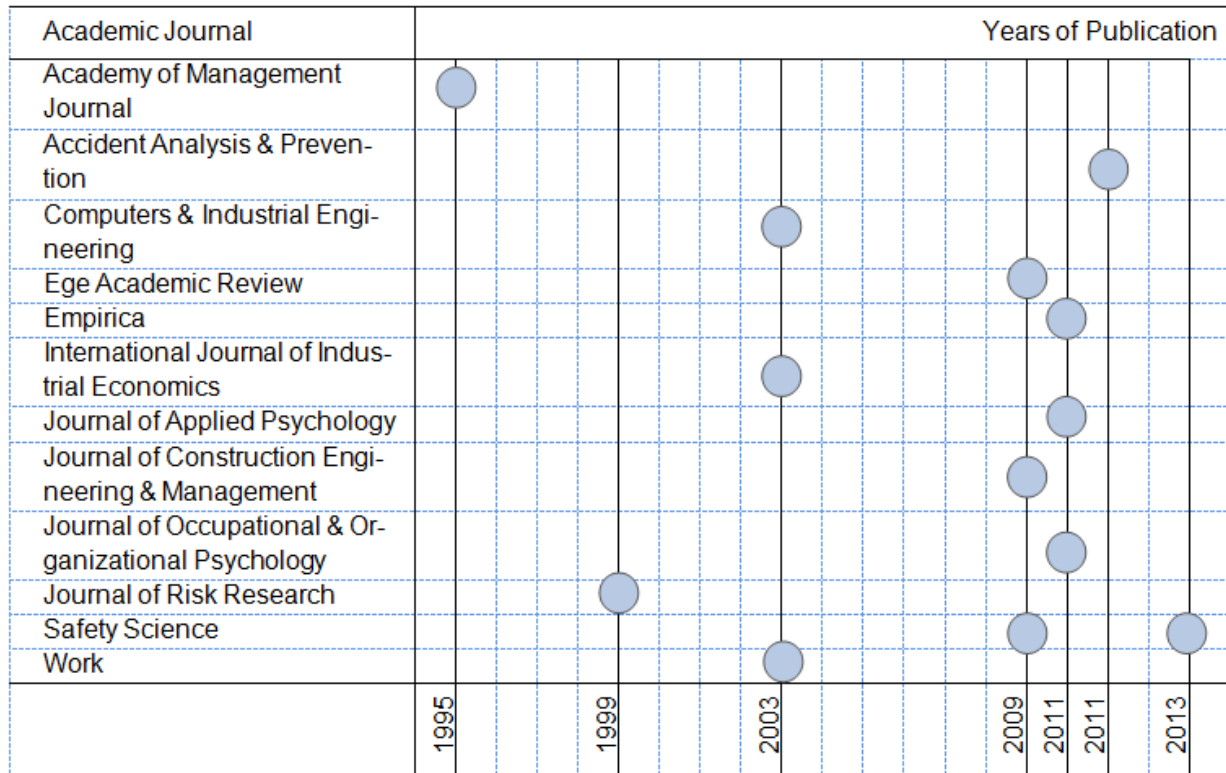 Academic Journal
Years of Publication
Academy of Management
Journal
Accident Analysis & Preven-
tion
Computers & Industrial Engi-
neering
Ege Academic Review
Empirica
International Journal of Indus-
trial Economics
Journal of Applied Psychology
Journal of Construction Engi-
neering & Management
Journal of Occupational & Or-
ganizational Psychology
Journal of Risk Research
Safety Science
Work
1995
1999
2003
2009
2011
2011
2013